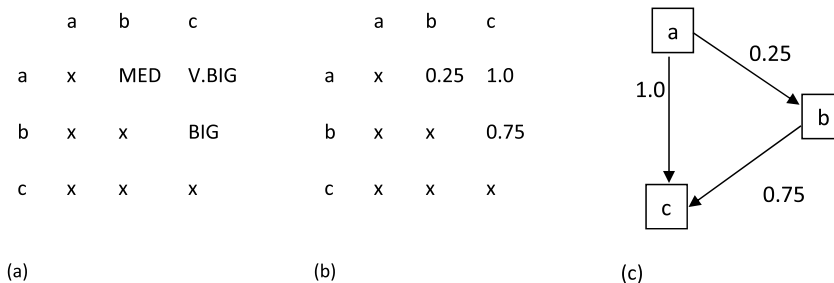 a b c
a x MED V.BIG
b x x BIG
c x x x
(a)
a b c
a x 0.25 1.0
b x x 0.75
c x x x
(b)
a
0.25
1.0
b
c
0.75
(c)